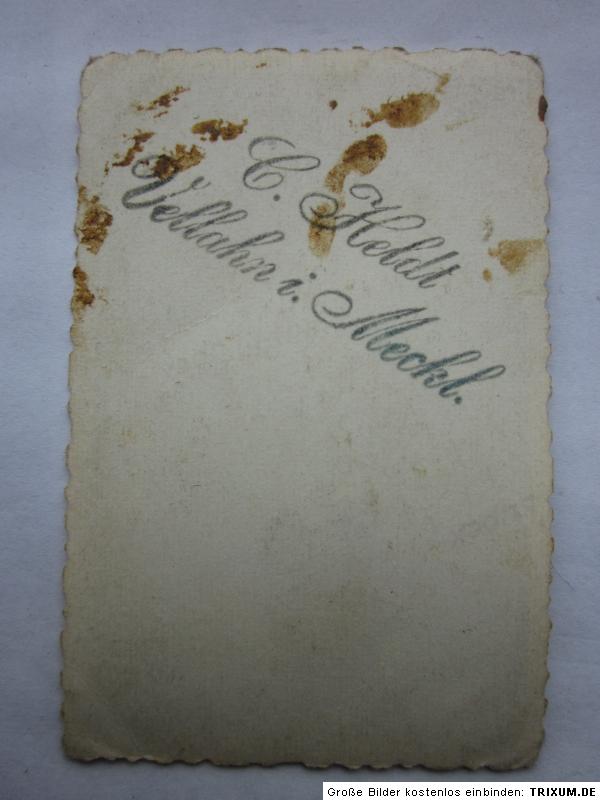 C. Heldt
Vellahn i. Meckl.
Große Bilder kostenlos einbinden: TRIXUM.DE